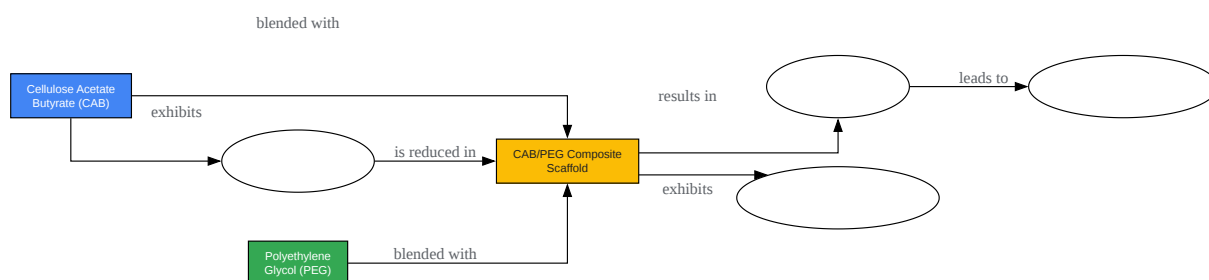 blended with
Cellulose Acetate
Butyrate (CAB)
exhibits
is reduced in
CAB/PEG Composite
Scaffold
results in
leads to
exhibits
Polyethylene
Glycol (PEG)
blended with